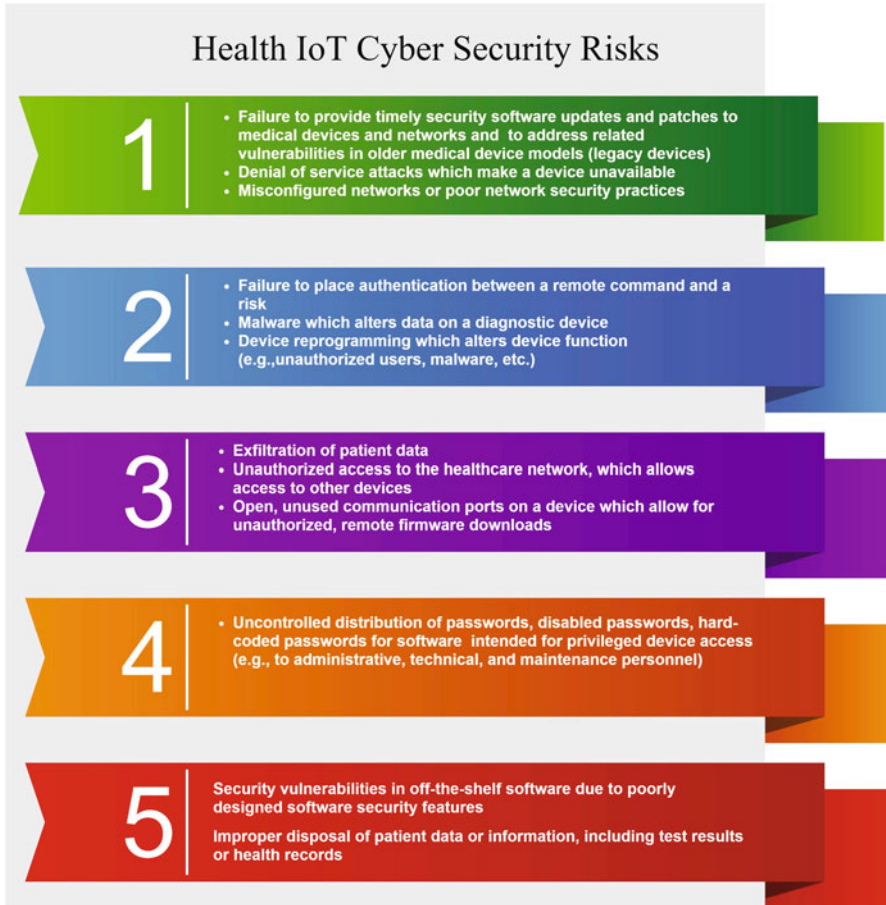 Health IoT Cyber Security Risks
1
• Failure to provide timely security software updates and patches to
medical devices and networks and to address related
vulnerabilities in older medical device models (legacy devices)
• Denial of service attacks which make a device unavailable
• Misconfigured networks or poor network security practices
2
• Failure to place authentication between a remote command and a
risk
• Malware which alters data on a diagnostic device
• Device reprogramming which alters device function
(e.g.,unauthorized users, malware, etc.)
3
• Exfiltration of patient data
• Unauthorized access to the healthcare network, which allows
access to other devices
• Open, unused communication ports on a device which allow for
unauthorized, remote firmware downloads
4
• Uncontrolled distribution of passwords, disabled passwords, hard-
coded passwords for software intended for privileged device access
(e.g., to administrative, technical, and maintenance personnel)
5
Security vulnerabilities in off-the-shelf software due to poorly
designed software security features
Improper disposal of patient data or information, including test results
or health records